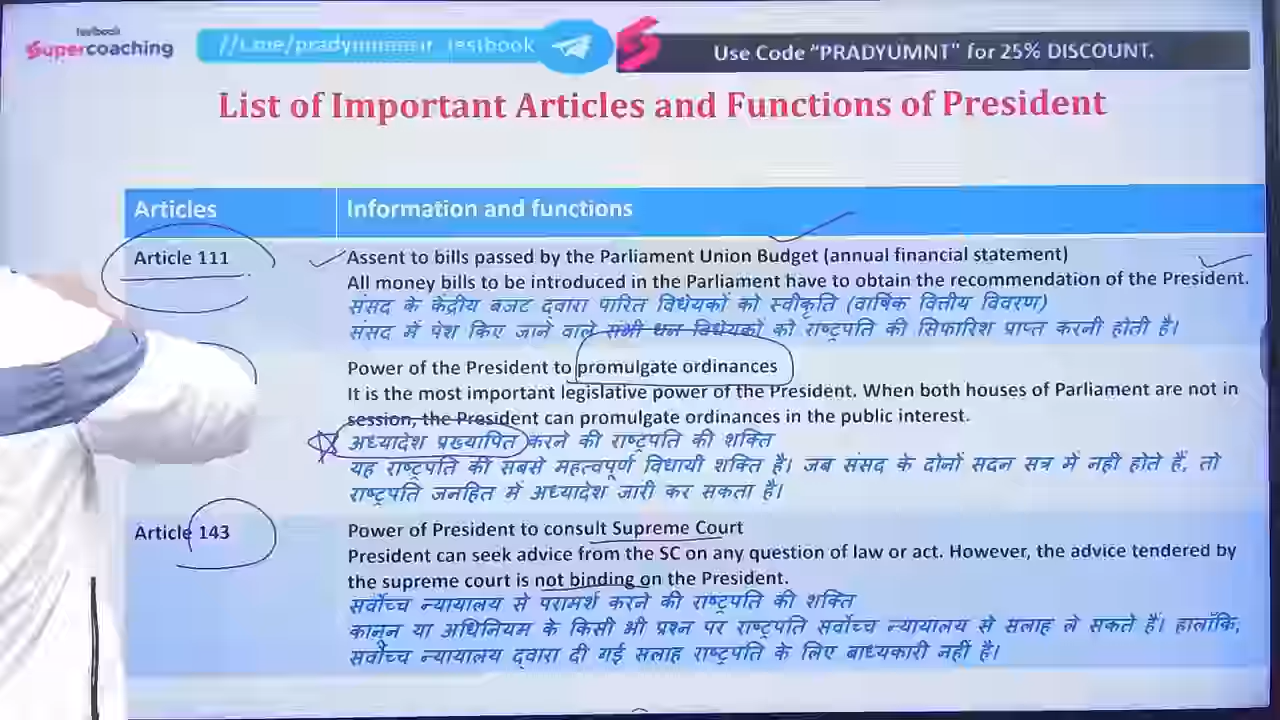 testbook
Supercoaching
Use Code “PRADYUMNT” for 25% DISCOUNT.
List of Important Articles and Functions of President
Articles
Information and functions
Article 111
Assent to bills passed by the Parliament Union Budget (annual financial statement)
All money bills to be introduced in the Parliament have to obtain the recommendation of the President.
संसद के केंद्रीय बजट द्वारा पारित विधेयकों को स्वीकृति (वार्षिक वित्तीय विवरण)
संसद में पेश किए जाने वाले सभी धन विधेयकों को राष्ट्रपति की सिफारिश प्राप्त करनी होती है।
Power of the President to promulgate ordinances
It is the most important legislative power of the President. When both houses of Parliament are not in
session, the President can promulgate ordinances in the public interest.
अध्यादेश प्रख्यापित करने की राष्ट्रपति की शक्ति
यह राष्ट्रपति की सबसे महत्वपूर्ण विधायी शक्ति है। जब संसद के दोनों सदन सत्र में नहीं होते हैं, तो
राष्ट्रपति जनहित में अध्यादेश जारी कर सकता है।
Article 143
Power of President to consult Supreme Court
President can seek advice from the SC on any question of law or act. However, the advice tendered by
the supreme court is not binding on the President.
सर्वोच्च न्यायालय से परामर्श करने की राष्ट्रपति की शक्ति
कानून या अधिनियम के किसी भी प्रश्न पर राष्ट्रपति सर्वोच्च न्यायालय से सलाह ले सकते हैं। हालाँकि,
सर्वोच्च न्यायालय द्वारा दी गई सलाह राष्ट्रपति के लिए बाध्यकारी नहीं है।